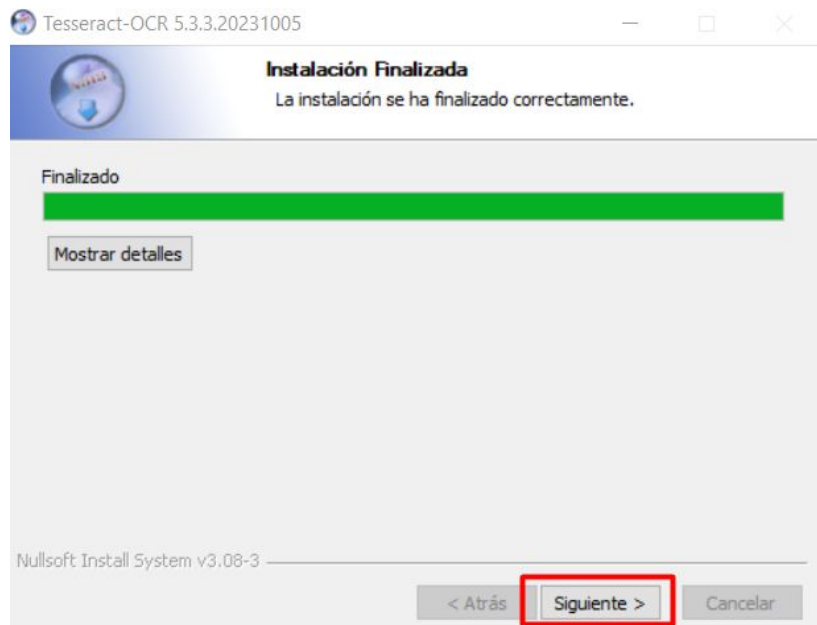 Tesseract-OCR 5.3.3.20231005
Instalación Finalizada
La instalación se ha finalizado correctamente.
Finalizado
Mostrar detalles
Nullsoft Install System v3.08-3
< Atrás
Siguiente >
Cancelar